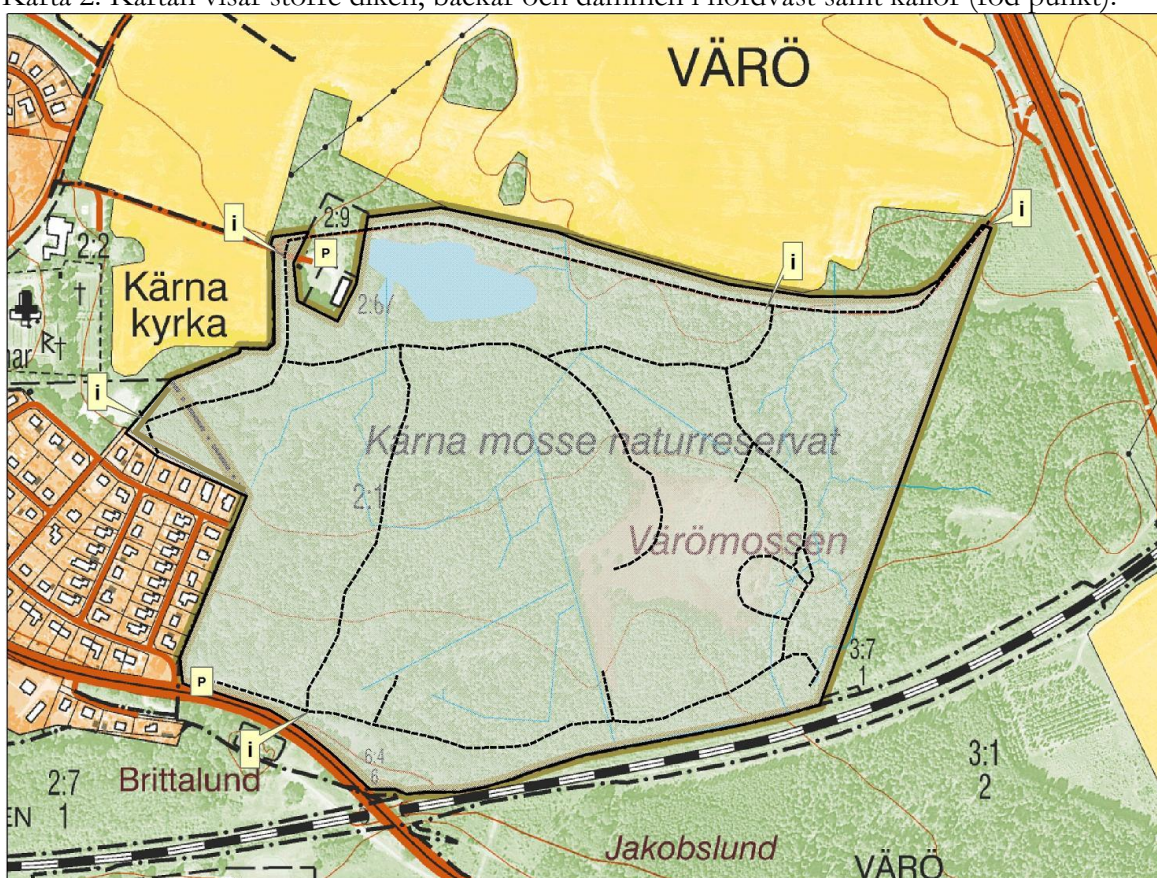 Karta 2. Kartan visar större diken, bäckar och dammen i nordväst samt källor (röd punkt).
VÄRÖ
i
i
2:9
P
i
2:2
Kärna
kyrka
2:6
i
Kärna mosse naturreservat
2:1
Värömossen
3:7
1
P
i
6:4
6
2:7
1
Brittalund
3:1
2
EN
Jakobslund
VÄRÖ